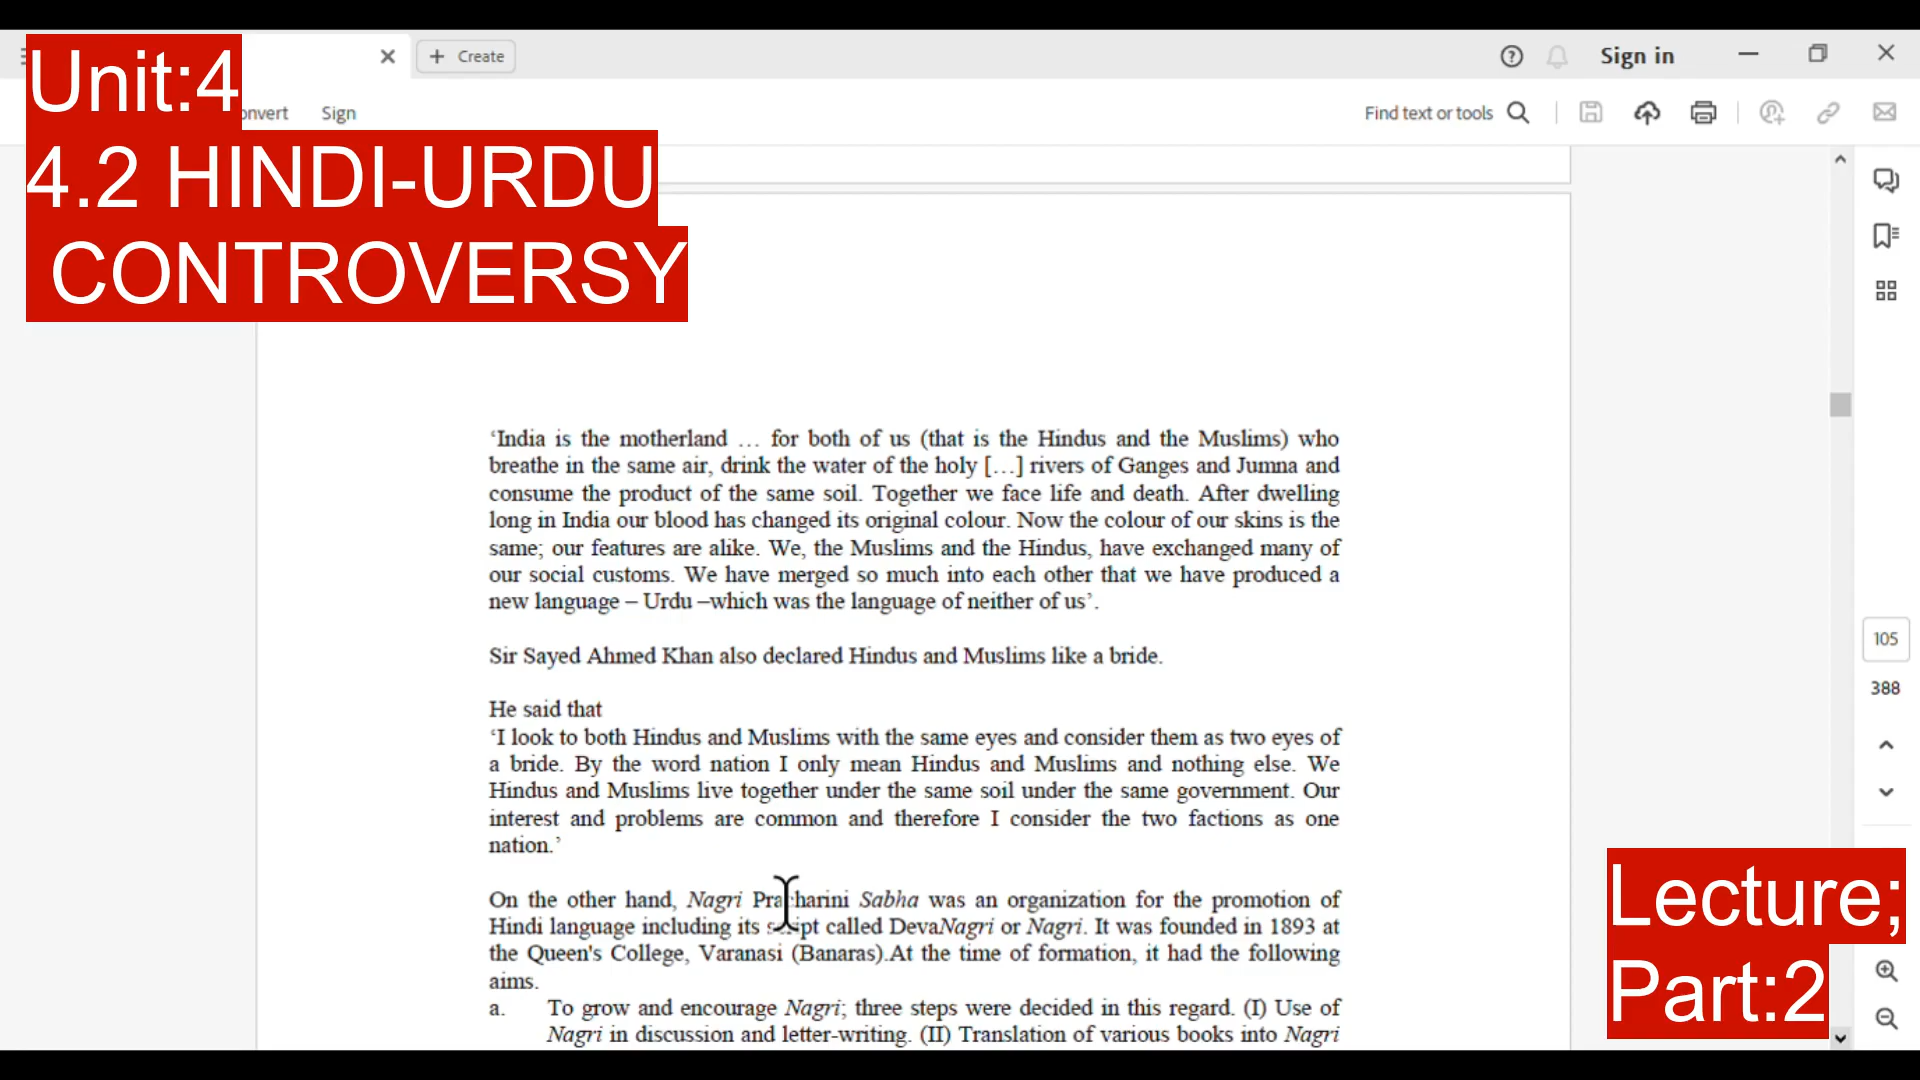 Unit:4
4.2 HINDI-URDU
CONTROVERSY
Create
Sign in
Sign
Find text or tools
‘India is the motherland … for both of us (that is the Hindus and the Muslims) who
breathe in the same air, drink the water of the holy […] rivers of Ganges and Jumna and
consume the product of the same soil. Together we face life and death. After dwelling
long in India our blood has changed its original colour. Now the colour of our skins is the
same; our features are alike. We, the Muslims and the Hindus, have exchanged many of
our social customs. We have merged so much into each other that we have produced a
new language – Urdu –which was the language of neither of us’.
Sir Sayed Ahmed Khan also declared Hindus and Muslims like a bride.
He said that
‘I look to both Hindus and Muslims with the same eyes and consider them as two eyes of
a bride. By the word nation I only mean Hindus and Muslims and nothing else. We
Hindus and Muslims live together under the same soil under the same government. Our
interest and problems are common and therefore I consider the two factions as one
nation.’
On the other hand, Nagri Pracharini Sabha was an organization for the promotion of
Hindi language including its script called DevaNagri or Nagri. It was founded in 1893 at
the Queen's College, Varanasi (Banaras).At the time of formation, it had the following
aims.
a. To grow and encourage Nagri; three steps were decided in this regard. (I) Use of
Nagri in discussion and letter-writing. (II) Translation of various books into Nagri
105
388
Lecture;
Part:2